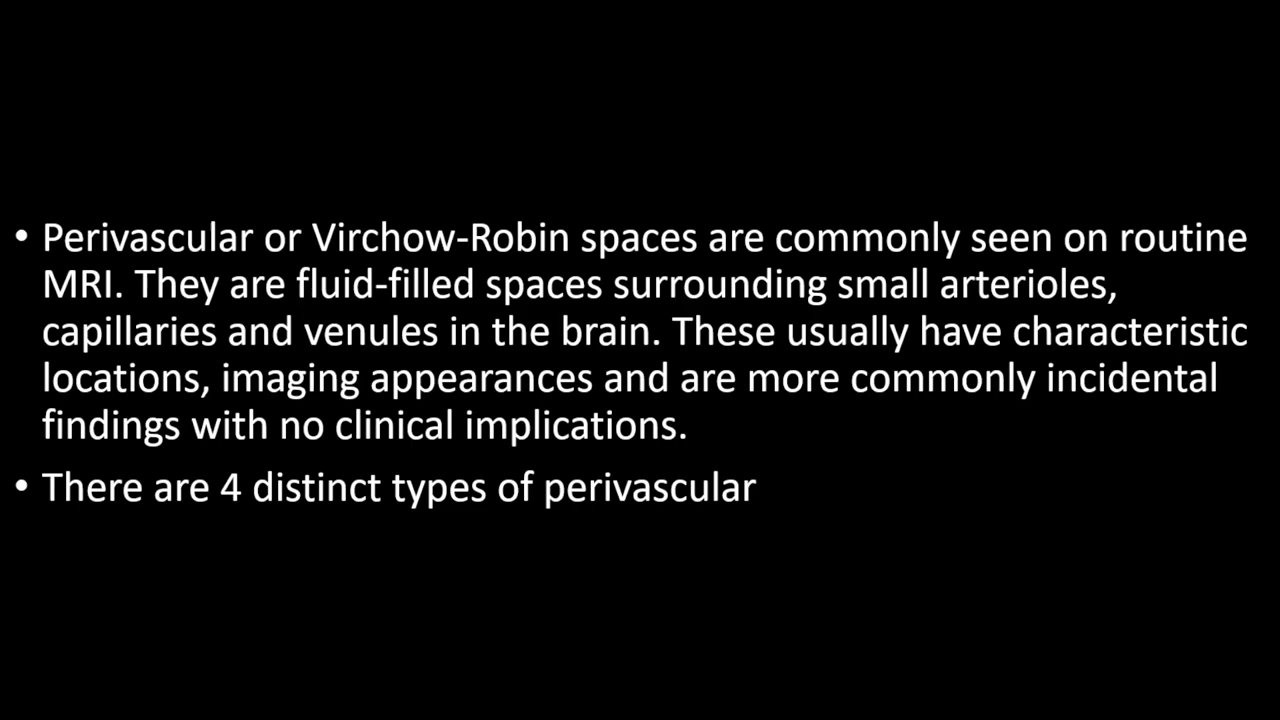 • Perivascular or Virchow-Robin spaces are commonly seen on routine
MRI. They are fluid-filled spaces surrounding small arterioles,
capillaries and venules in the brain. These usually have characteristic
locations, imaging appearances and are more commonly incidental
findings with no clinical implications.
• There are 4 distinct types of perivascular